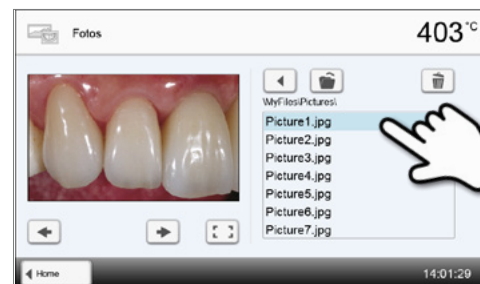 Fotos
403°C
MyFiles\Pictures\
Picture1.jpg
Picture2.jpg
Picture3.jpg
Picture4.jpg
Picture5.jpg
Picture6.jpg
Picture7.jpg
Home
14:01:29